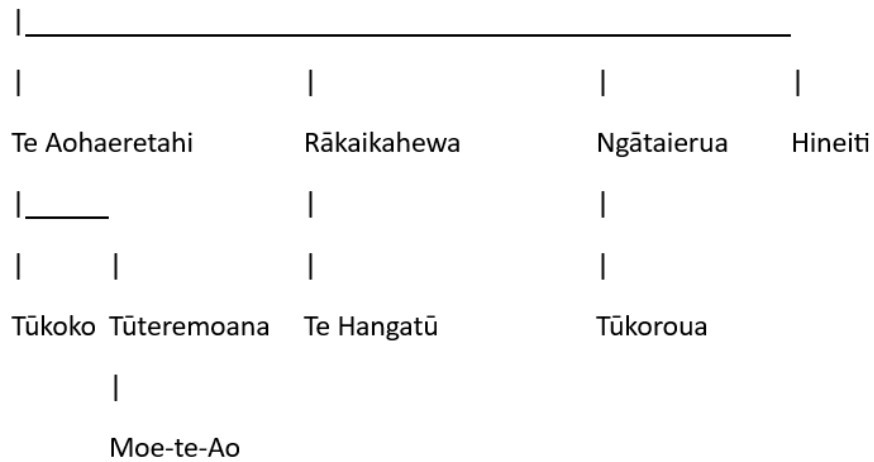 Te Aohaeretahi Rākaikahewa Ngātaierua Hineiti
Tūkoko Tūteremoana Te Hangatū Tūkoroua
Moe-te-Ao